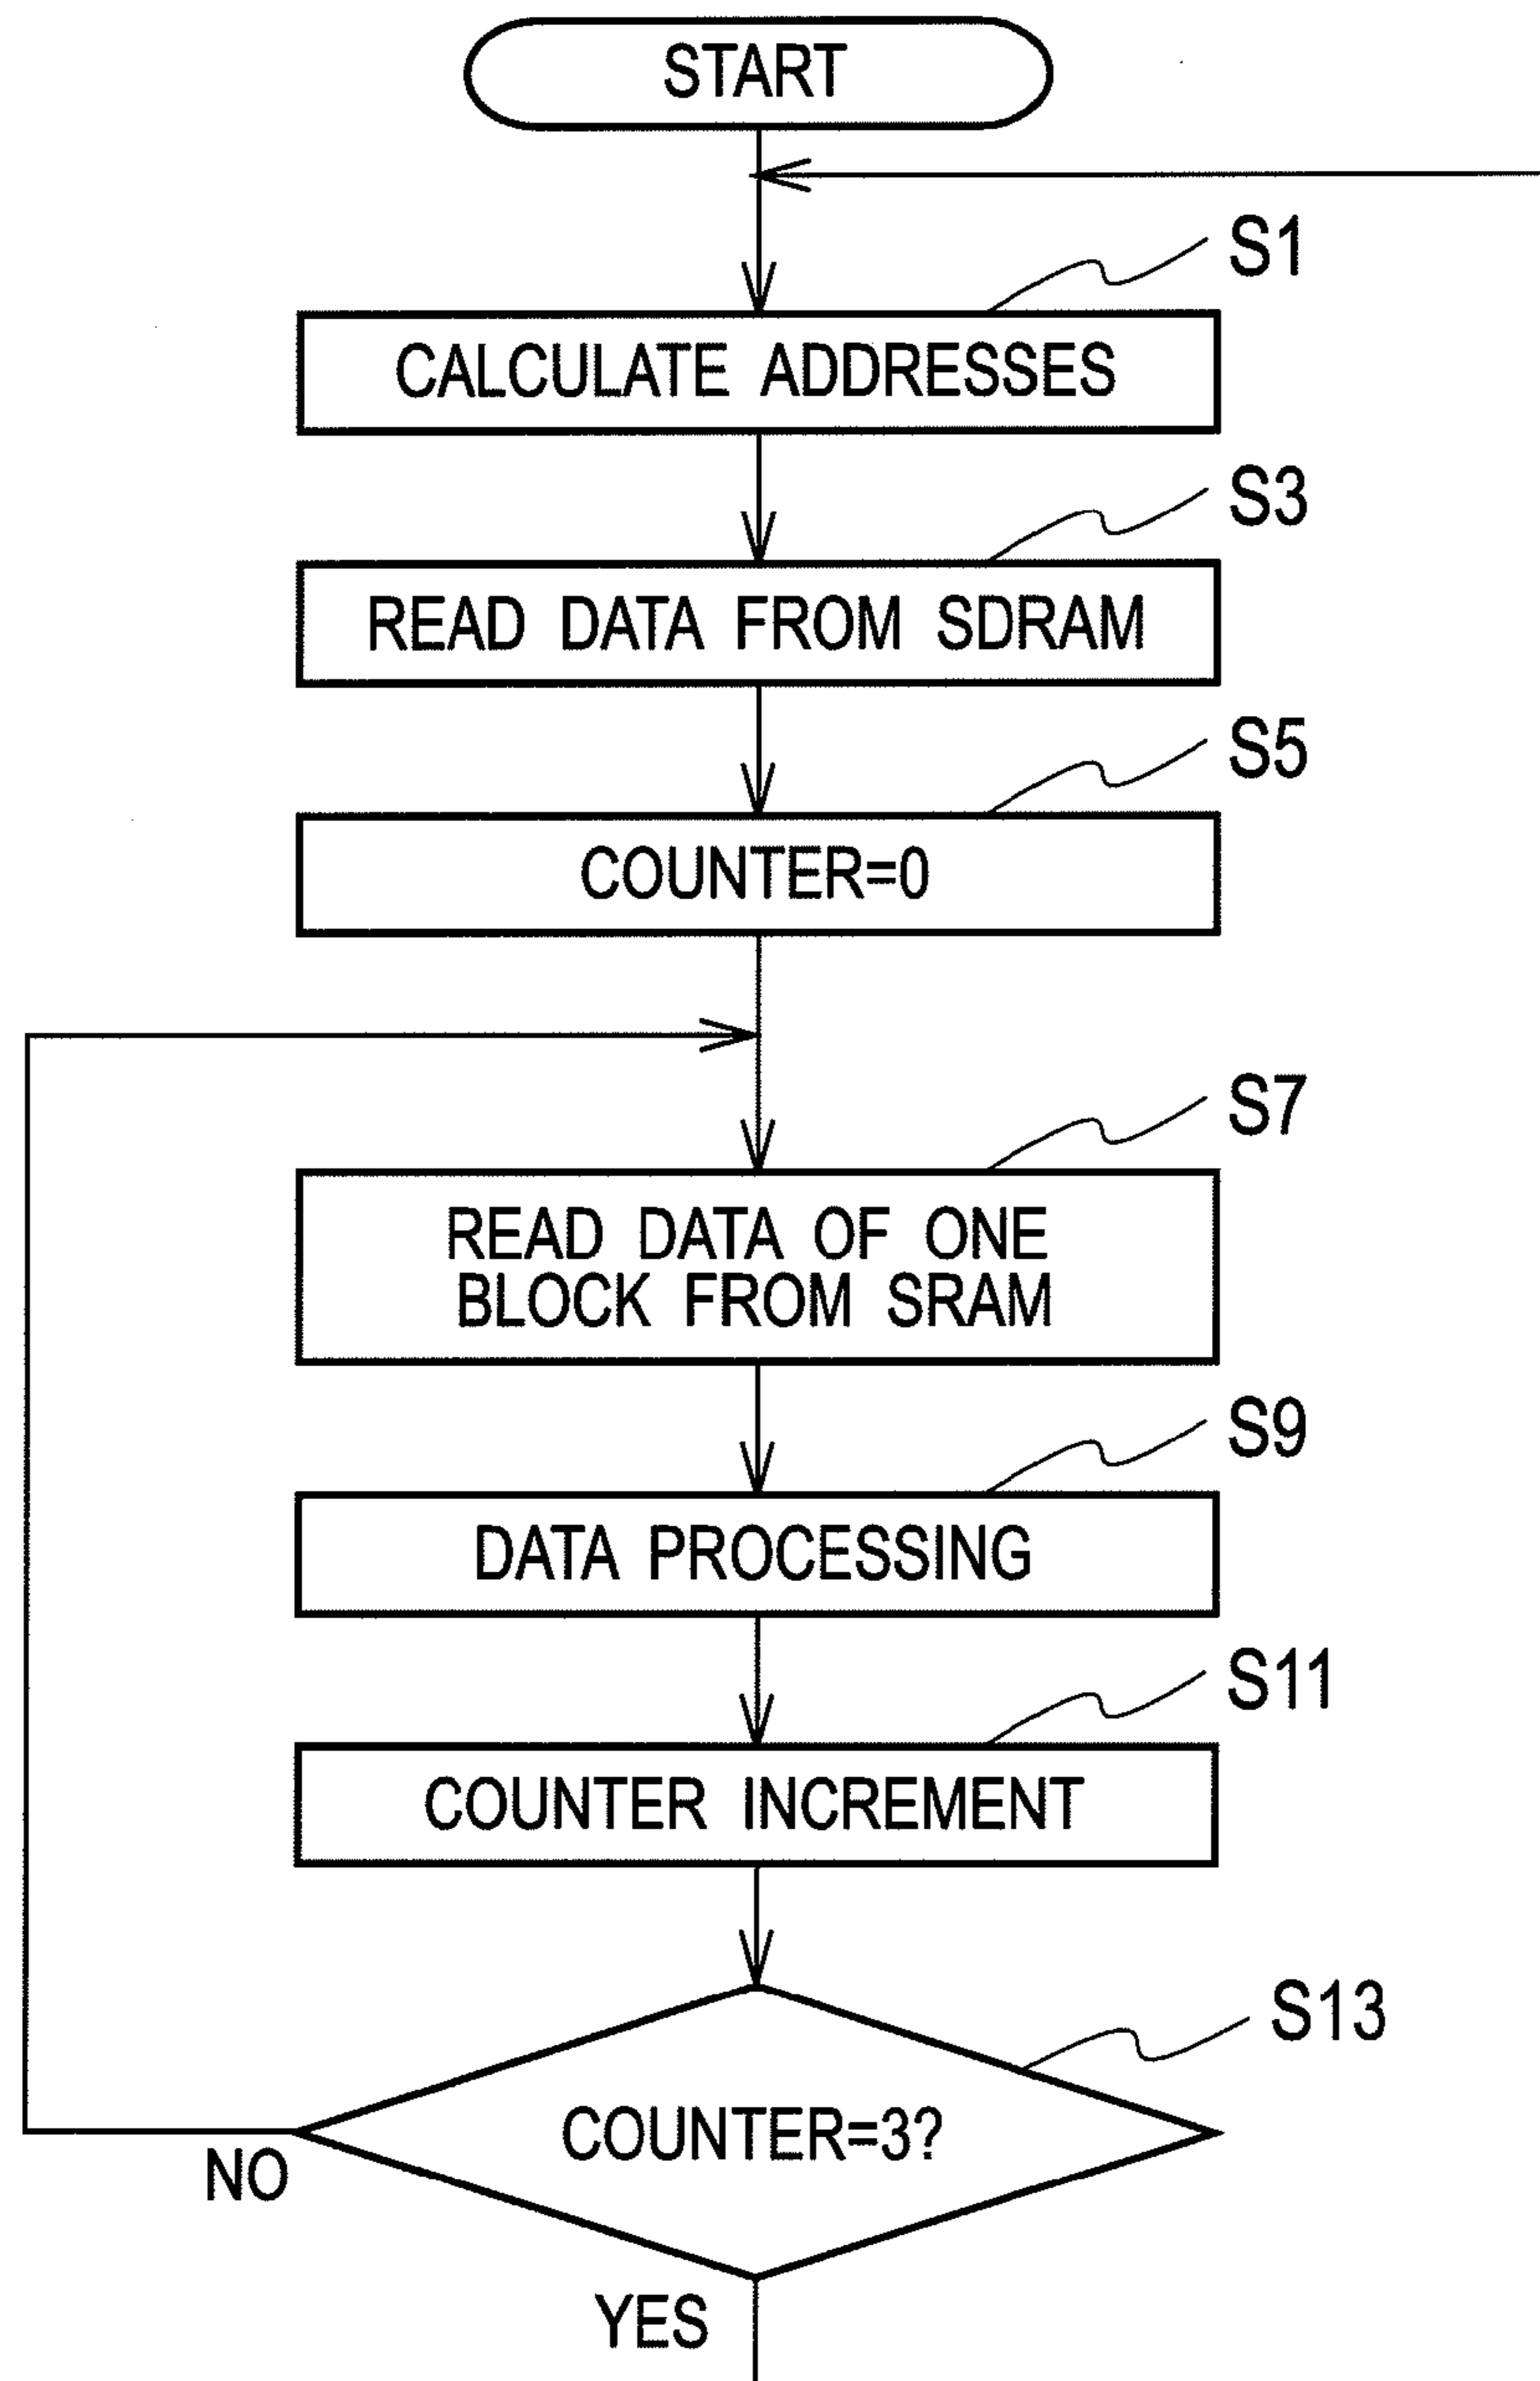 START
S1
CALCULATE ADDRESSES
S3
READ DATA FROM SDRAM
S5
COUNTER=0
S7
READ DATA OF ONE
BLOCK FROM SRAM
S9
DATA PROCESSING
S11
COUNTER INCREMENT
S13
COUNTER=3?
NO
YES